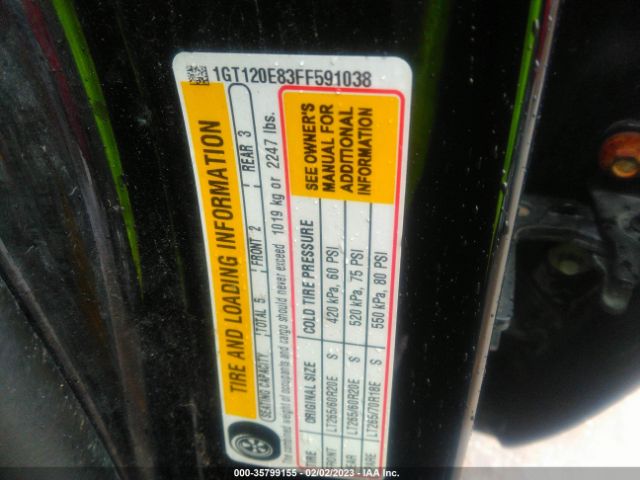 1GT120E83FF591038
TIRE AND LOADING INFORMATION
SEATING CAPACITY TOTAL 5 FRONT 2 REAR 3
The combined weight of occupants and cargo should never exceed 1019 kg or 2247 lbs.
TIRE ORIGINAL SIZE COLD TIRE PRESSURE
FRONT LT265/60R20E S 420 kPa, 60 PSI
REAR LT265/60R20E S 520 kPa, 75 PSI
SPARE LT265/70R18E S 550 kPa, 80 PSI
SEE OWNER'S
MANUAL FOR
ADDITIONAL
INFORMATION
000-35799155 - 02/02/2023 - IAA Inc.